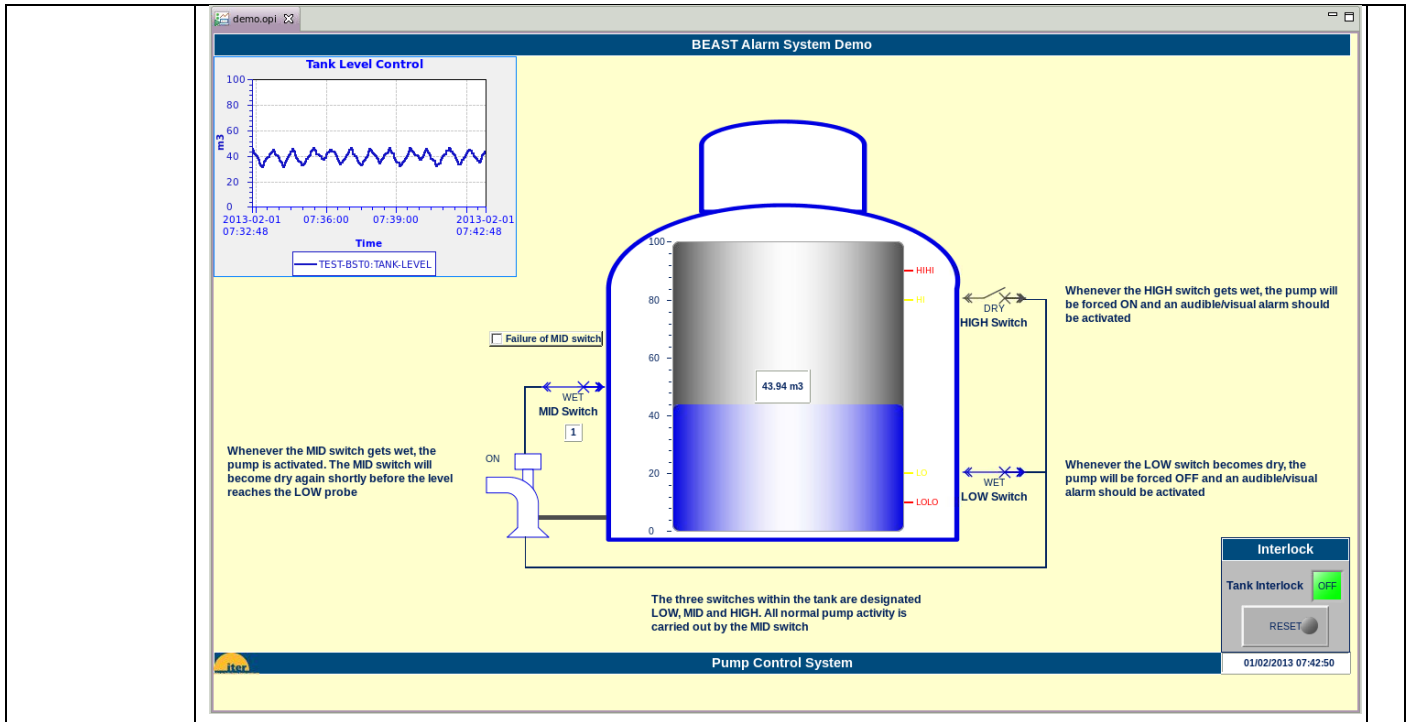 demo.opi
BEAST Alarm System Demo
Tank Level Control
100
80
60
40
20
0
m3
2013-02-01
07:32:48
07:36:00
07:39:00
2013-02-01
07:42:48
Time
TEST-BST0:TANK-LEVEL
100
80
60
40
20
0
HIHI
HI
LO
LOLO
43.94 m3
Failure of MID switch
WET
MID Switch
1
ON
Whenever the MID switch gets wet, the
pump is activated. The MID switch will
become dry again shortly before the level
reaches the LOW probe
DRY
HIGH Switch
Whenever the HIGH switch gets wet, the pump will
be forced ON and an audible/visual alarm should
be activated
WET
LOW Switch
Whenever the LOW switch becomes dry, the
pump will be forced OFF and an audible/visual
alarm should be activated
The three switches within the tank are designated
LOW, MID and HIGH. All normal pump activity is
carried out by the MID switch
Interlock
Tank Interlock OFF
RESET
iter
Pump Control System
01/02/2013 07:42:50